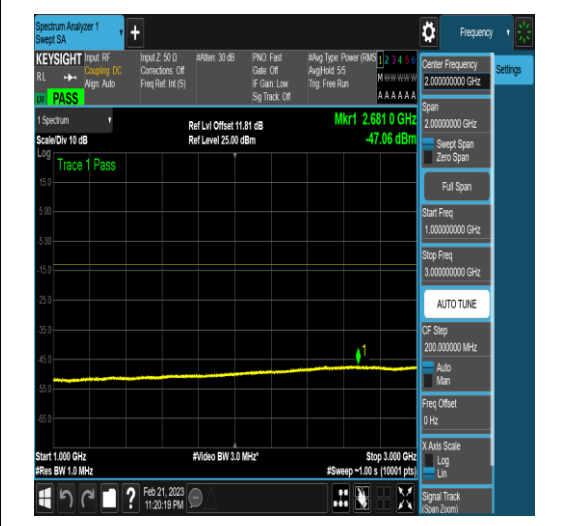 Spectrum Analyzer 1
Swept SA
Frequency
KEYSIGHT
Input: RF
Coupling: DC
Align: Auto
Input Z: 50 Ω
Corrections: Off
Freq Ref: Int (S)
#Atten: 30 dB
PNO: Fast
Gate: Off
IF Gain: Low
Sig Track: Off
#Avg Type: Power (RMS
Avg|Hold: 5/5
Trig: Free Run
1 2 3 4 5 6
M W W W W W
A A A A A A
RL
PASS
1 Spectrum
Scale/Div 10 dB
Ref Lvl Offset 11.81 dB
Ref Level 25.00 dBm
Mkr1 2.681 0 GHz
-47.06 dBm
Log
Trace 1 Pass
15.0
5.00
-5.00
-15.0
-25.0
-35.0
-45.0
-55.0
-65.0
1
Start 1.000 GHz
#Res BW 1.0 MHz
#Video BW 3.0 MHz*
Stop 3.000 GHz
#Sweep ~1.00 s (10001 pts)
Center Frequency
2.000000000 GHz
Settings
Span
2.00000000 GHz
Swept Span
Zero Span
Full Span
Start Freq
1.000000000 GHz
Stop Freq
3.000000000 GHz
AUTO TUNE
CF Step
200.000000 MHz
Auto
Man
Freq Offset
0 Hz
X Axis Scale
Log
Lin
Signal Track
(Span Zoom)
?
Feb 21, 2023
11:20:19 PM